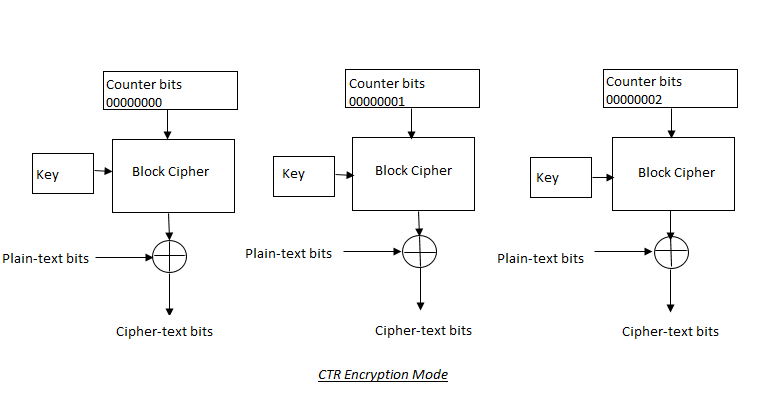 Counter bits
00000000
Counter bits
00000001
Counter bits
00000002
Key
Block Cipher
Key
Block Cipher
Key
Block Cipher
Plain-text bits
Plain-text bits
Plain-text bits
Cipher-text bits
Cipher-text bits
Cipher-text bits
CTR Encryption Mode